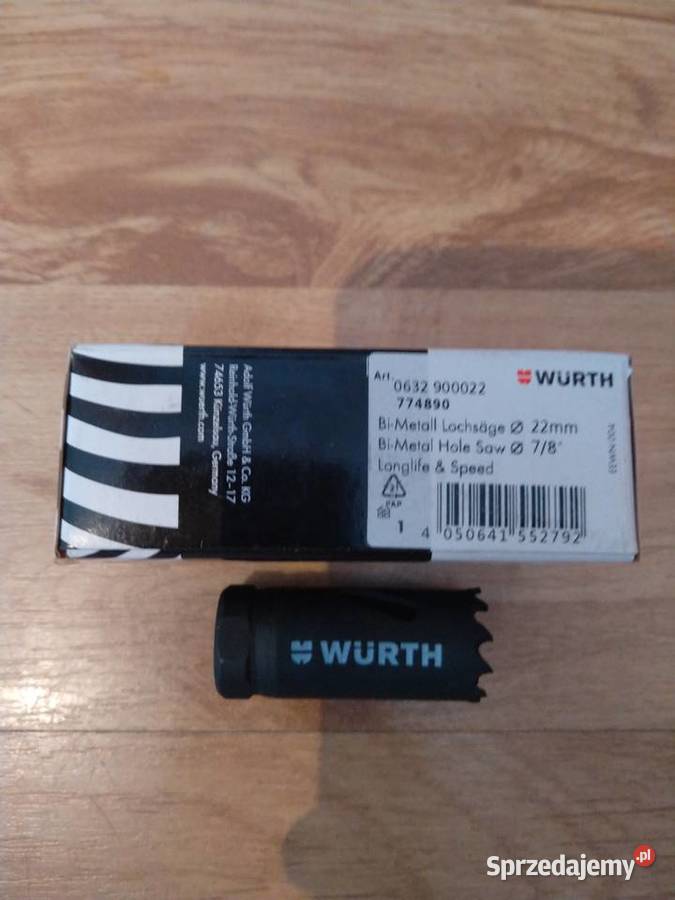 Adolf Würth GmbH & Co. KG
Reinhold-Würth-Straße 12–17
74653 Künzelsau, Germany
www.wuerth.com
WÜRTH
Art. 0632 900022
774890
Bi-Metall Lochsäge Ø 22mm
Bi-Metal Hole Saw Ø 7/8"
Longlife & Speed
PAP
1
4 050641 552792
WÜRTH
Sprzedajemy.pl